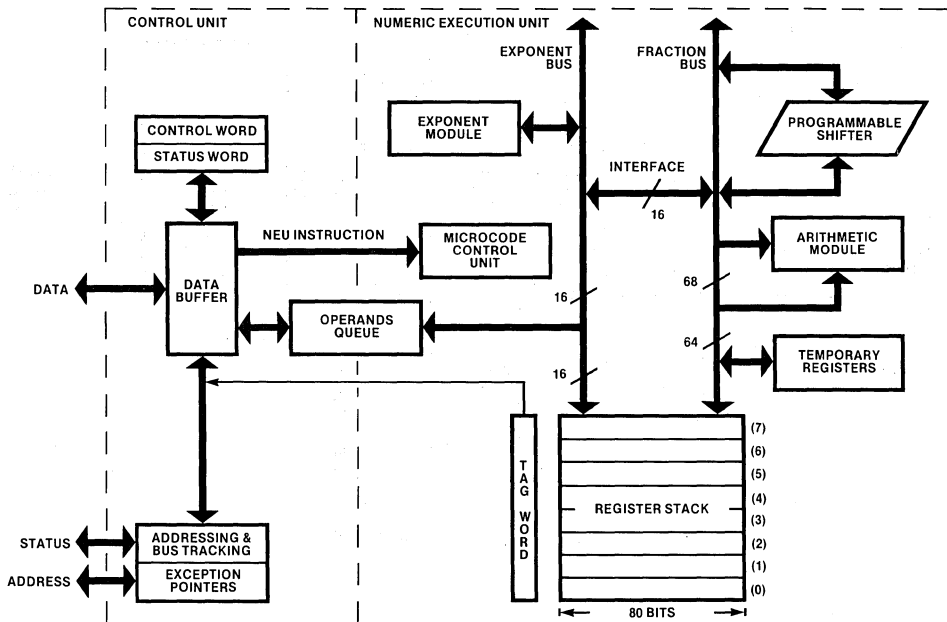 CONTROL UNIT
NUMERIC EXECUTION UNIT
EXPONENT
BUS
FRACTION
BUS
EXPONENT
MODULE
PROGRAMMABLE
SHIFTER
CONTROL WORD
STATUS WORD
INTERFACE
16
NEU INSTRUCTION
MICROCODE
CONTROL
UNIT
ARITHMETIC
MODULE
DATA
DATA
BUFFER
16
68
OPERANDS
QUEUE
64
16
TEMPORARY
REGISTERS
TAG WORD
(7)
(6)
(5)
(4)
REGISTER STACK
(3)
(2)
(1)
(0)
STATUS
ADDRESSING &
BUS TRACKING
ADDRESS
EXCEPTION
POINTERS
80 BITS